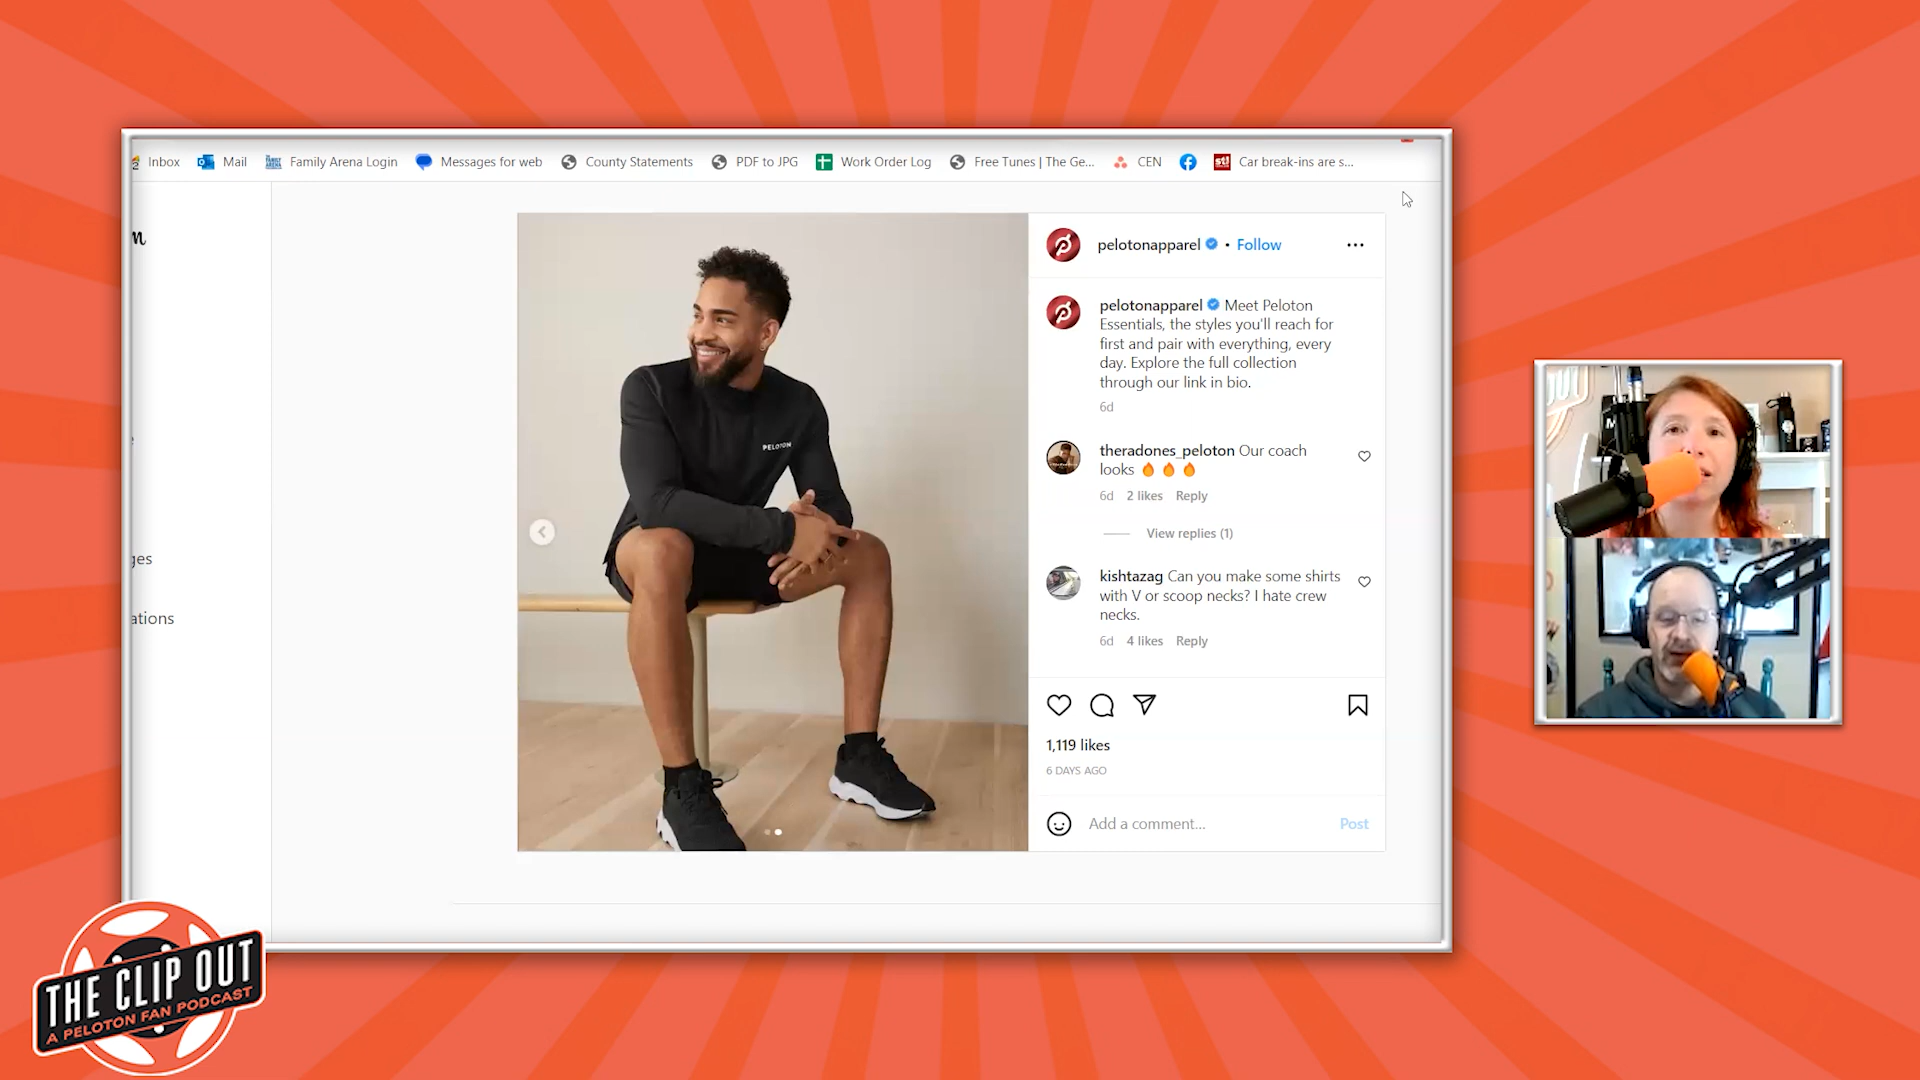 Inbox
Mail
Family Arena Login
Messages for web
County Statements
PDF to JPG
Work Order Log
Free Tunes | The Ge...
CEN
stl
Car break-ins are s...
m
ges
ations
PELOTON
pelotonapparel • Follow
pelotonapparel Meet Peloton
Essentials, the styles you'll reach for
first and pair with everything, every
day. Explore the full collection
through our link in bio.
6d
theradones_peloton Our coach
looks 🔥 🔥 🔥
6d 2 likes Reply
View replies (1)
kishtazag Can you make some shirts
with V or scoop necks? I hate crew
necks.
6d 4 likes Reply
1,119 likes
6 DAYS AGO
Add a comment...
Post
THE CLIP OUT
A PELOTON FAN PODCAST